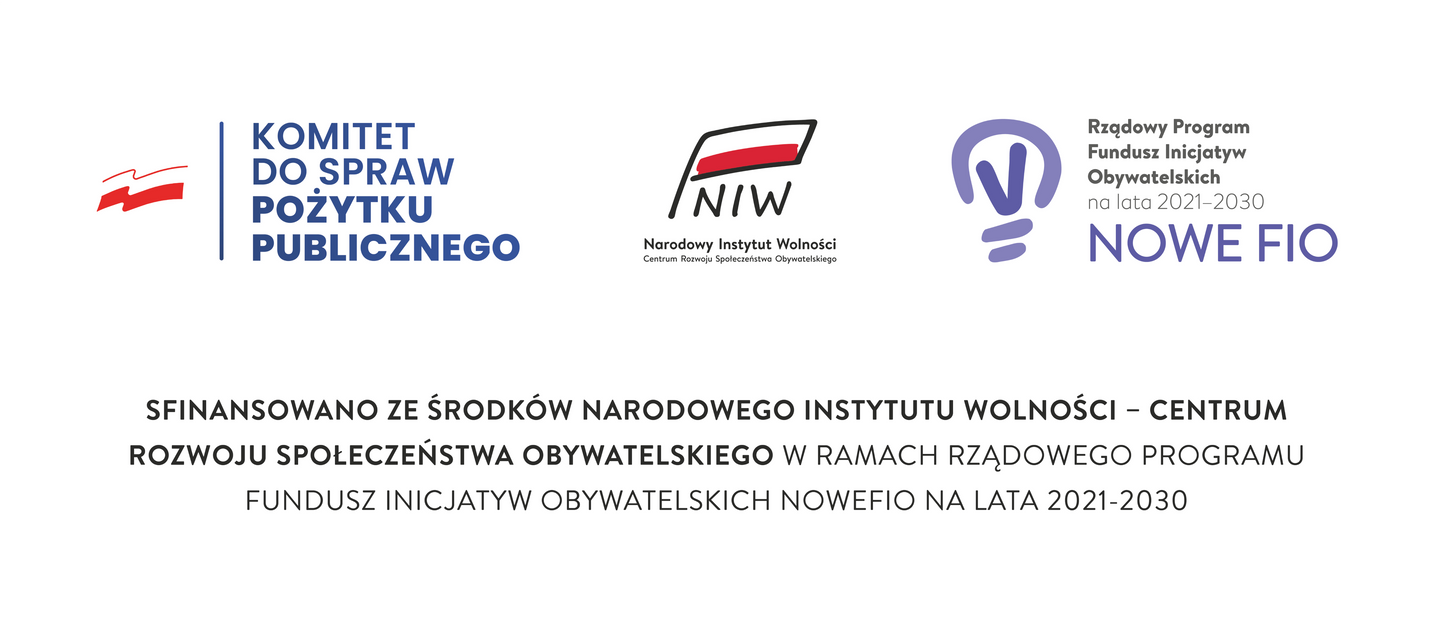 KOMITET
DO SPRAW
POŻYTKU
PUBLICZNEGO
NIW
Narodowy Instytut Wolności
Centrum Rozwoju Społeczeństwa Obywatelskiego
Rządowy Program
Fundusz Inicjatyw
Obywatelskich
na lata 2021–2030
NOWE FIO
SFINANSOWANO ZE ŚRODKÓW NARODOWEGO INSTYTUTU WOLNOŚCI – CENTRUM
ROZWOJU SPOŁECZEŃSTWA OBYWATELSKIEGO W RAMACH RZĄDOWEGO PROGRAMU
FUNDUSZ INICJATYW OBYWATELSKICH NOWEFIO NA LATA 2021-2030